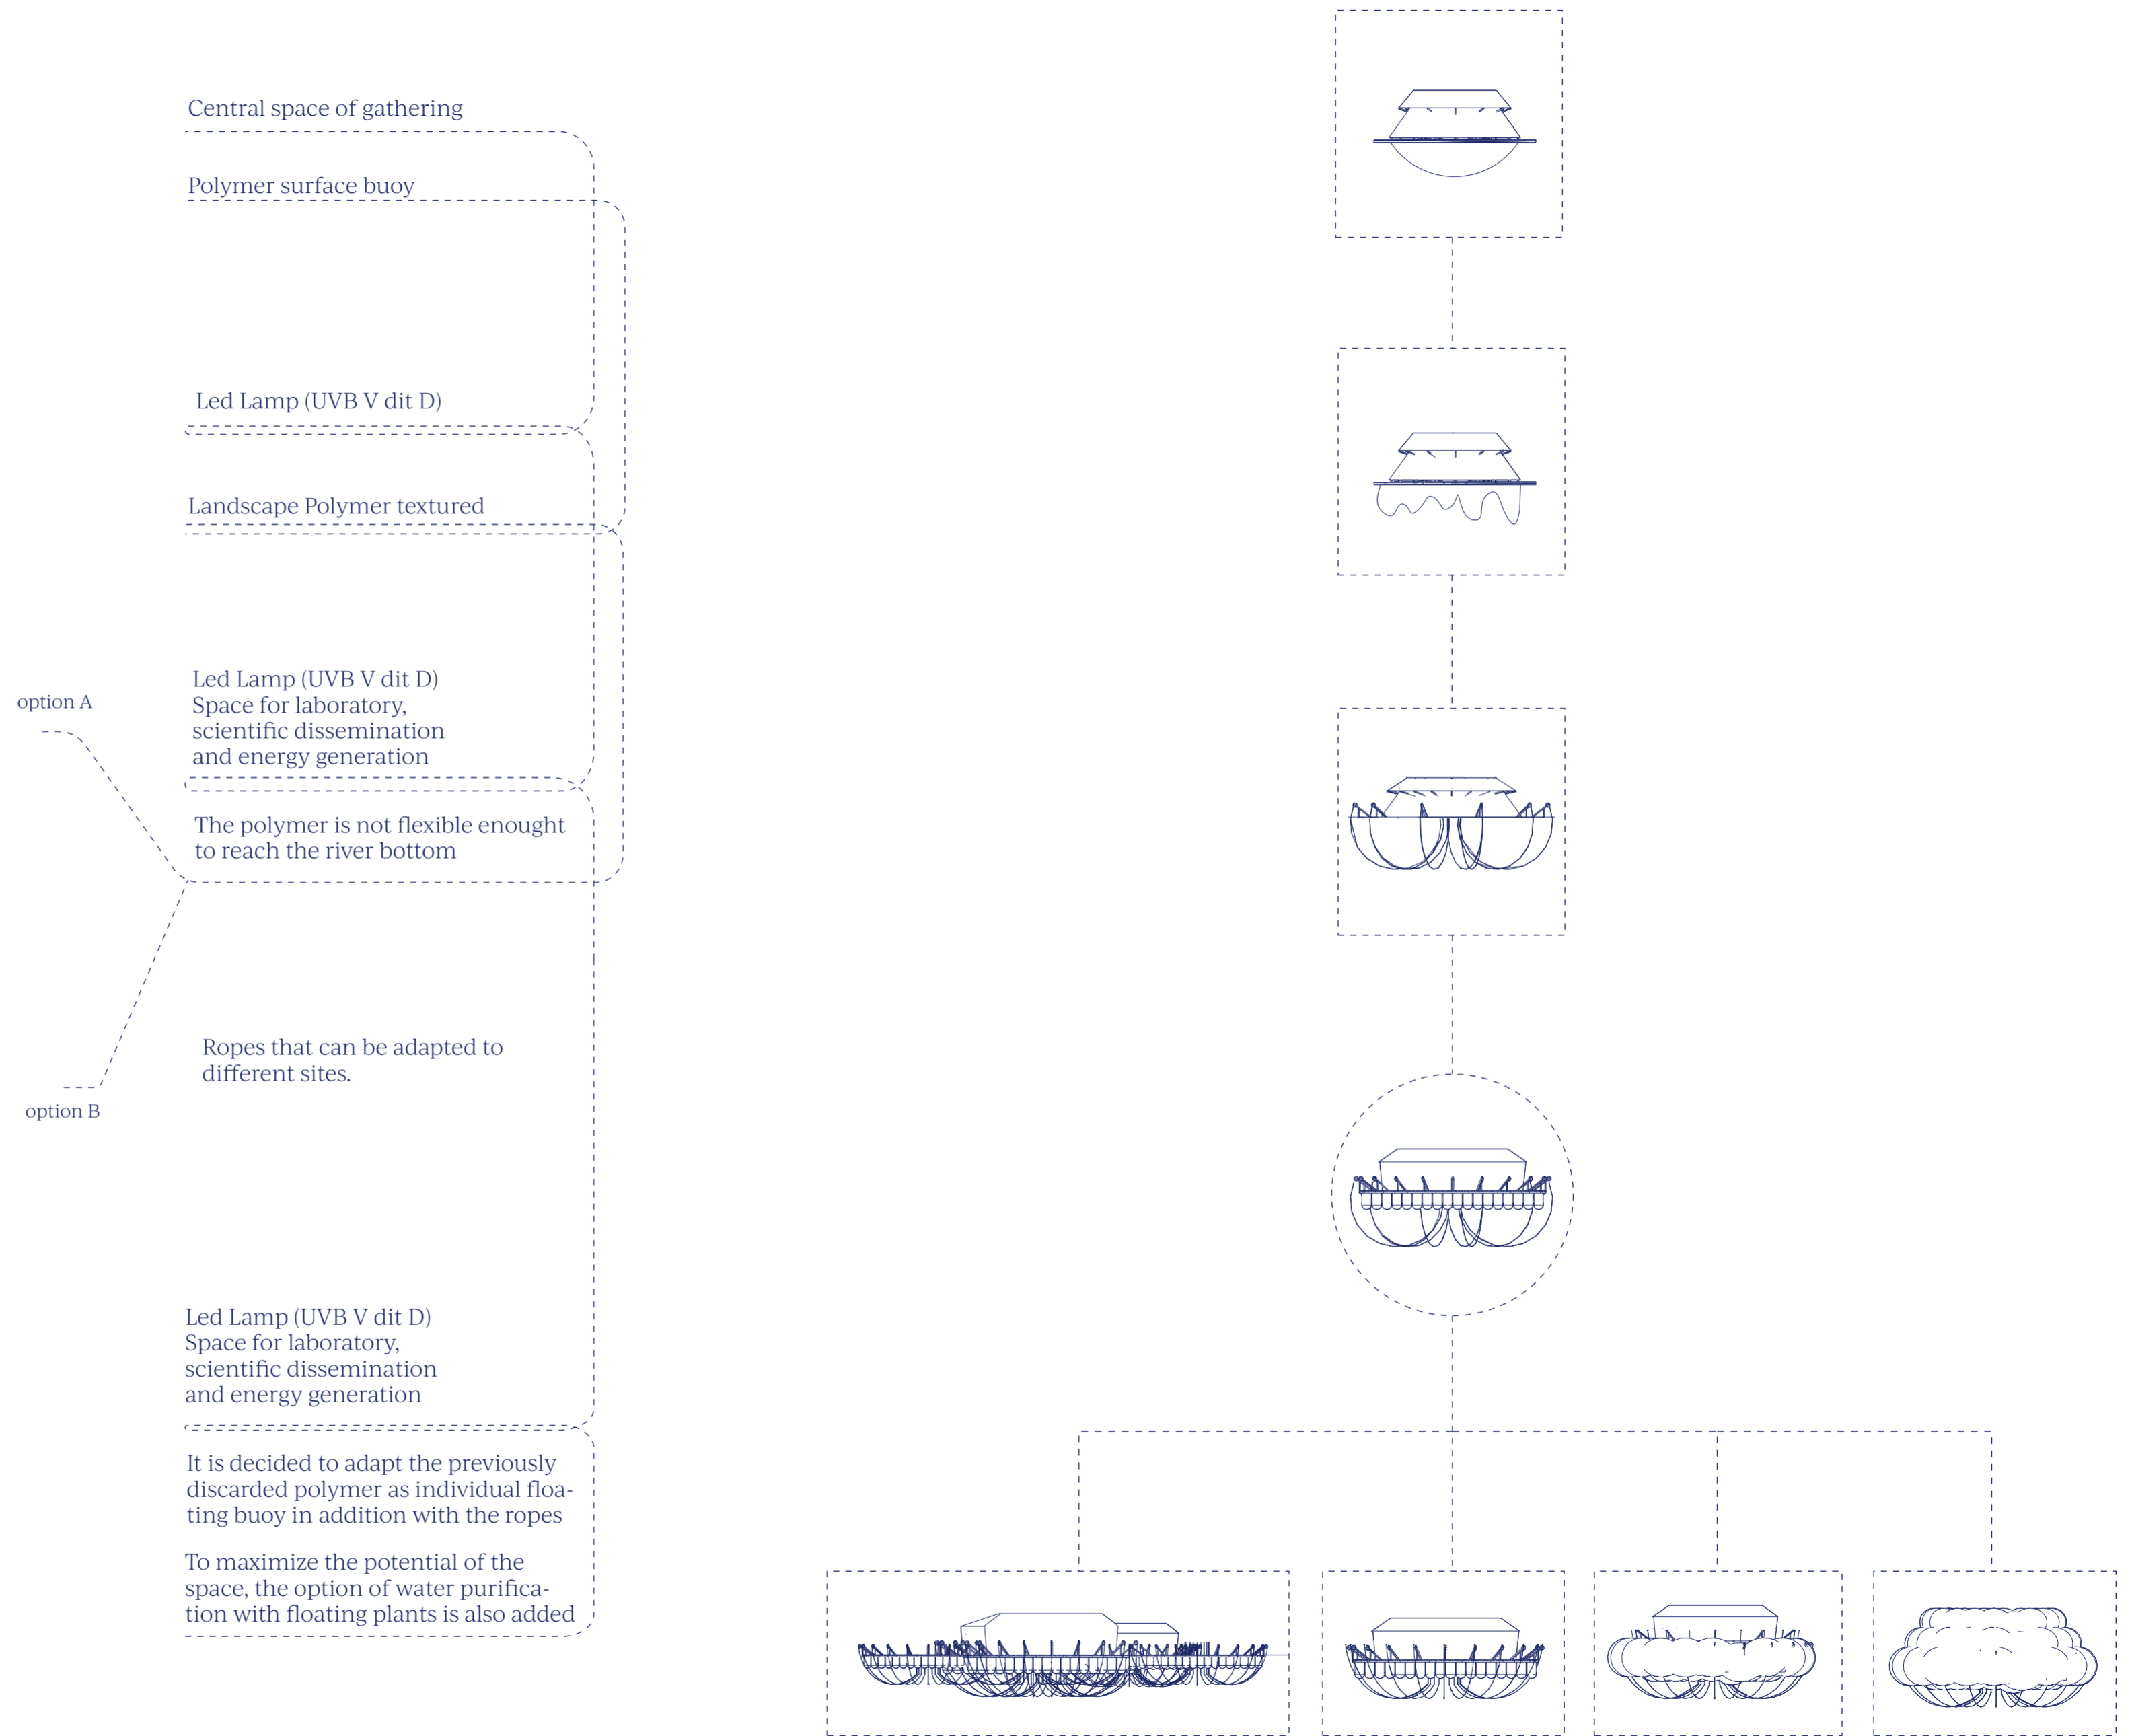 Central space of gathering
Polymer surface buoy
Led Lamp (UVB V dit D)
Landscape Polymer textured
Led Lamp (UVB V dit D)
Space for laboratory,
scientific dissemination
and energy generation
option A
The polymer is not flexible enought
to reach the river bottom
Ropes that can be adapted to
different sites.
option B
Led Lamp (UVB V dit D)
Space for laboratory,
scientific dissemination
and energy generation
It is decided to adapt the previously
discarded polymer as individual floa-
ting buoy in addition with the ropes
To maximize the potential of the
space, the option of water purifica-
tion with floating plants is also added